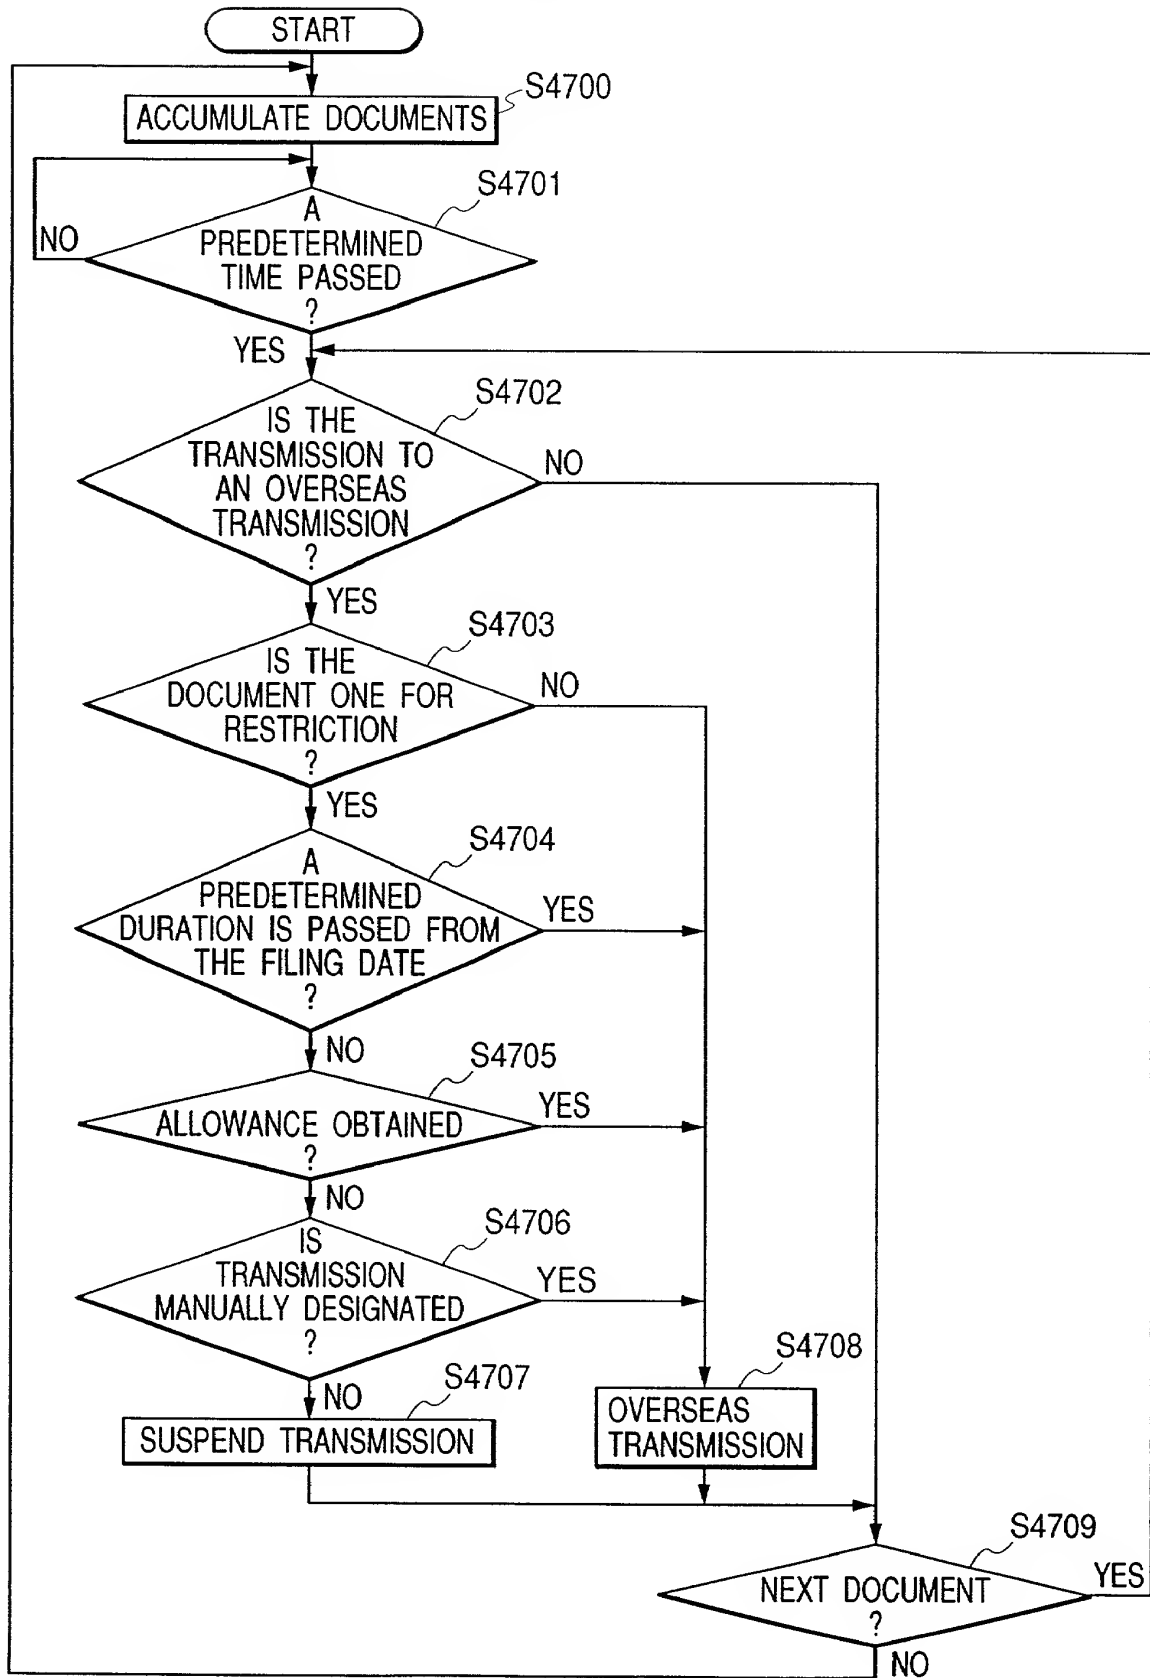 START
S4700
ACCUMULATE DOCUMENTS
S4701
A
PREDETERMINED
TIME PASSED
?
NO
YES
S4702
IS THE
TRANSMISSION TO
AN OVERSEAS
TRANSMISSION
?
NO
YES
S4703
IS THE
DOCUMENT ONE FOR
RESTRICTION
?
NO
YES
S4704
A
PREDETERMINED
DURATION IS PASSED FROM
THE FILING DATE
?
YES
NO
S4705
ALLOWANCE OBTAINED
?
YES
NO
S4706
IS
TRANSMISSION
MANUALLY DESIGNATED
?
YES
NO
S4707
SUSPEND TRANSMISSION
S4708
OVERSEAS
TRANSMISSION
S4709
NEXT DOCUMENT
?
YES
NO